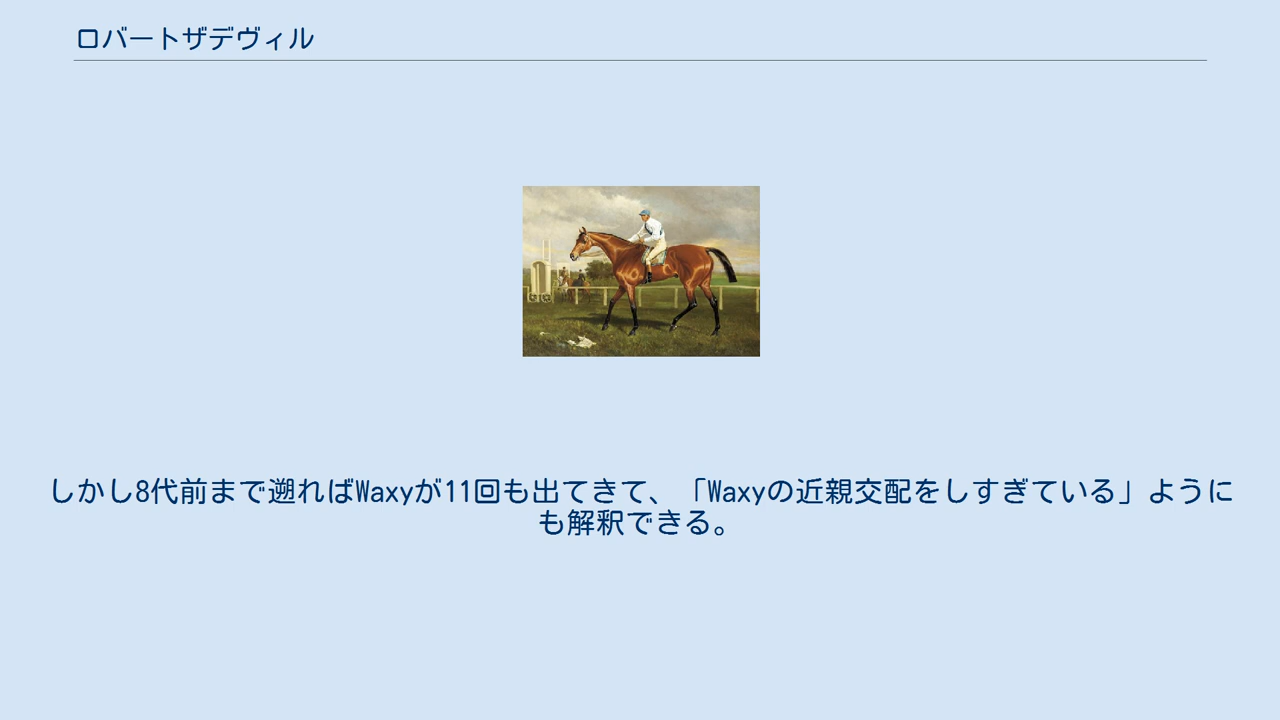 ロバートザデヴィル
しかし8代前まで遡ればWaxyが11回も出てきて、「Waxyの近親交配をしすぎている」ように
も解釈できる。